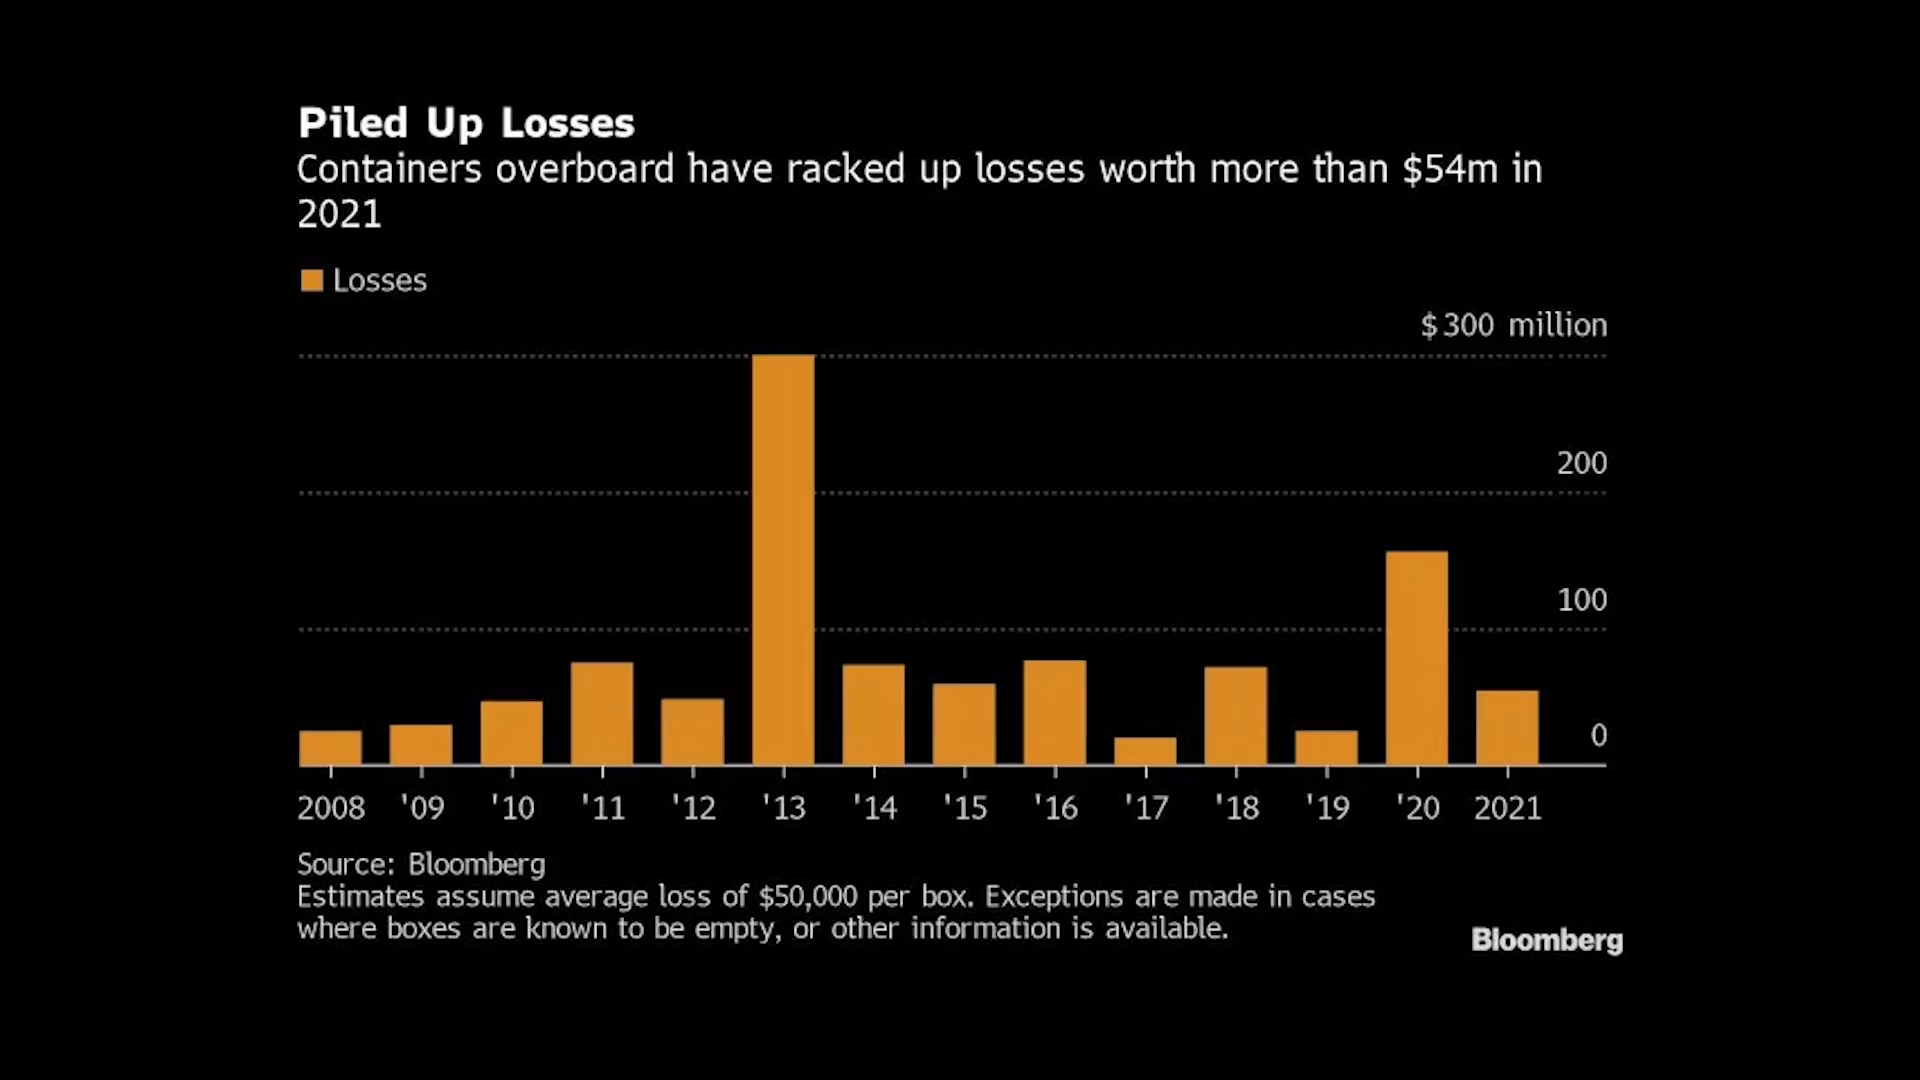 Piled Up Losses
Containers overboard have racked up losses worth more than $54m in
2021
Losses
$300 million
200
100
0
2008 '09 '10 '11 '12 '13 '14 '15 '16 '17 '18 '19 '20 2021
Source: Bloomberg
Estimates assume average loss of $50,000 per box. Exceptions are made in cases
where boxes are known to be empty, or other information is available.
Bloomberg